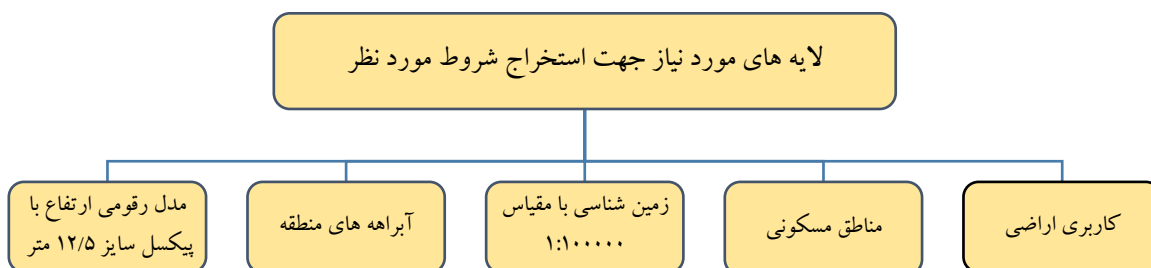 لایه های مورد نیاز جهت استخراج شروط مورد نظر
کاربری اراضی
مناطق مسکونی
زمین شناسی با مقیاس
۱:۱۰۰۰۰۰
آبراهه های منطقه
مدل رقومی ارتفاع با
پیکسل سایز ۱۲/۵ متر